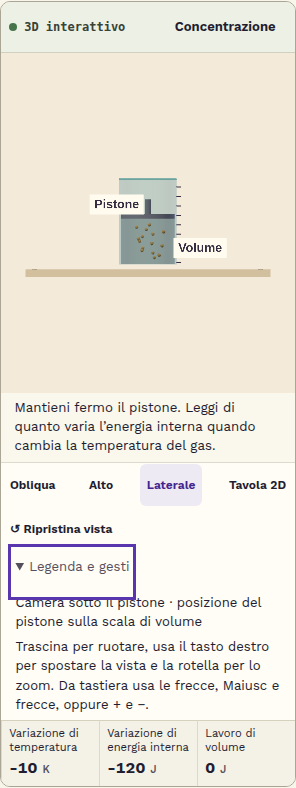 3D interattivo
Concentrazione
Pistone
Volume
Mantieni fermo il pistone. Leggi di
quanto varia l’energia interna quando
cambia la temperatura del gas.
Obliqua
Alto
Laterale
Tavola 2D
↺ Ripristina vista
▼ Legenda e gesti
Camera sotto il pistone · posizione del
pistone sulla scala di volume
Trascina per ruotare, usa il tasto destro
per spostare la vista e la rotella per lo
zoom. Da tastiera usa le frecce, Maiusc e
frecce, oppure + e −.
Variazione di
temperatura
−10 K
Variazione di
energia interna
−120 J
Lavoro di
volume
0 J